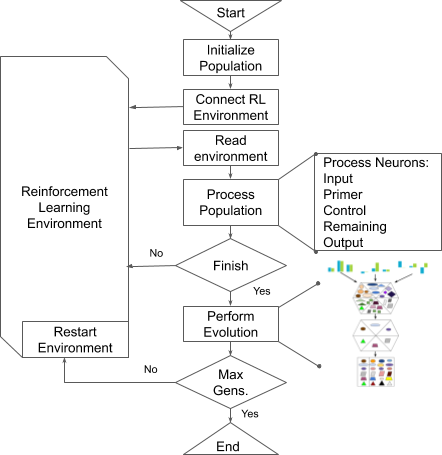 Start
Initialize
Population
Connect RL
Environment
Read
environment
Process
Population
Process Neurons:
Input
Primer
Control
Remaining
Output
Reinforcement
Learning
Environment
No
Finish
Yes
Perform
Evolution
Restart
Environment
No
Max
Gens.
Yes
End